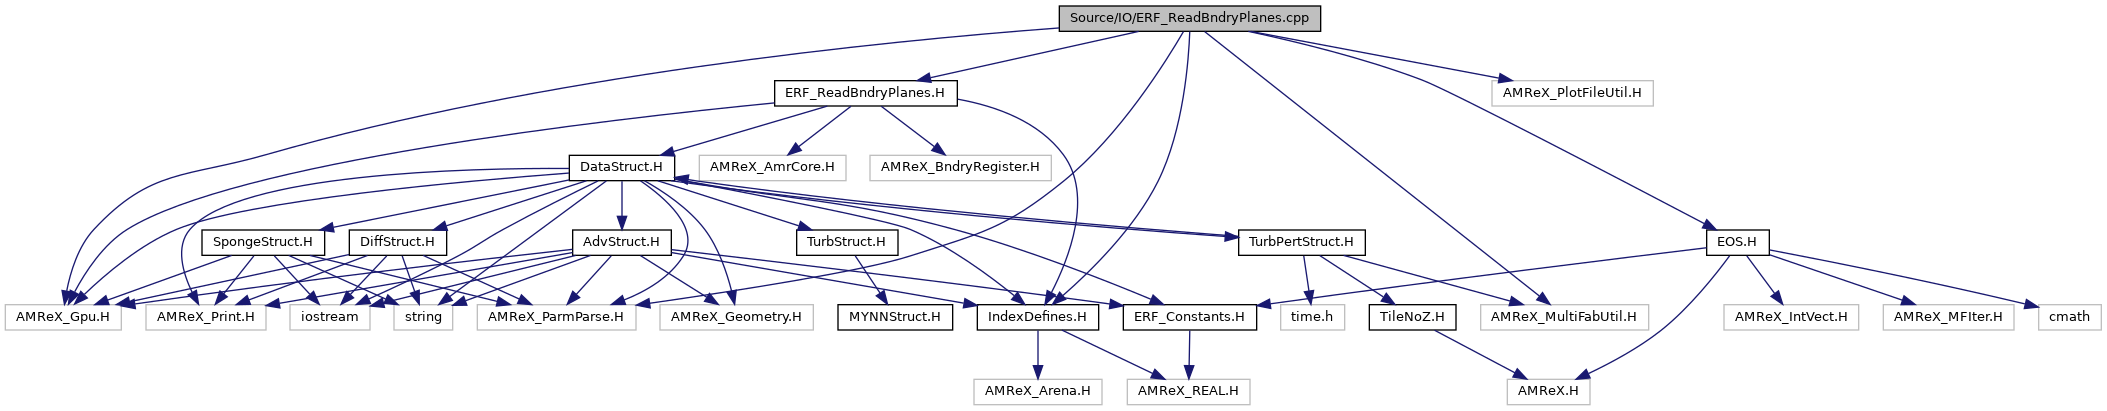 Source/IO/ERF_ReadBndryPlanes.cpp
ERF_ReadBndryPlanes.H
AMReX_PlotFileUtil.H
DataStruct.H
AMReX_AmrCore.H
AMReX_BndryRegister.H
SpongeStruct.H
DiffStruct.H
AdvStruct.H
TurbStruct.H
TurbPertStruct.H
EOS.H
AMReX_Gpu.H
AMReX_Print.H
iostream
string
AMReX_ParmParse.H
AMReX_Geometry.H
MYNNStruct.H
IndexDefines.H
ERF_Constants.H
time.h
TileNoZ.H
AMReX_MultiFabUtil.H
AMReX_IntVect.H
AMReX_MFIter.H
cmath
AMReX_Arena.H
AMReX_REAL.H
AMReX.H